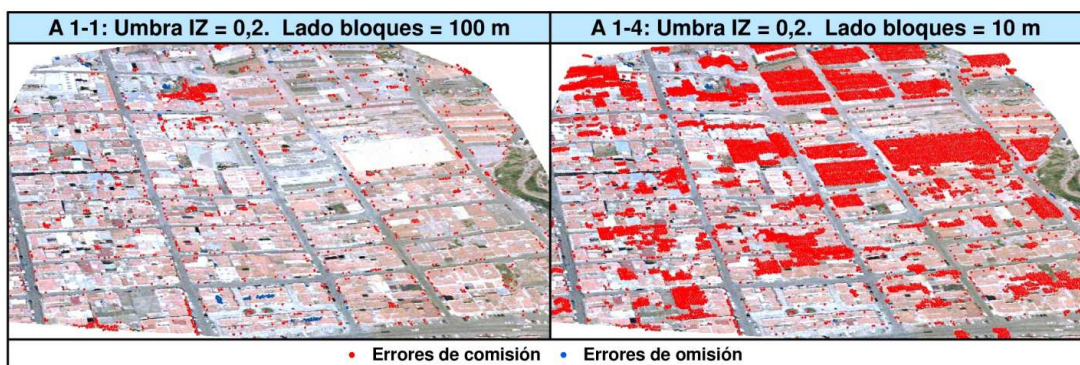 A 1-1: Umbra IZ = 0,2. Lado bloques = 100 m
A 1-4: Umbra IZ = 0,2. Lado bloques = 10 m
Errores de comisión
Errores de omisión